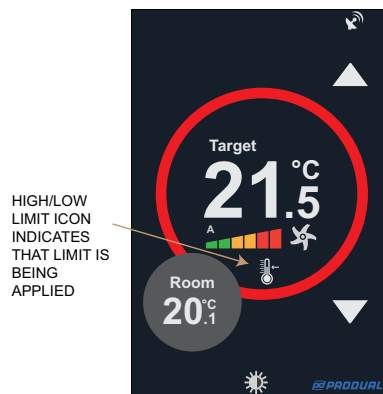 Target
°C
21.5
A
HIGH/LOW
LIMIT ICON
INDICATES
THAT LIMIT IS
BEING
APPLIED
Room
20.1
°C
PRODUAL